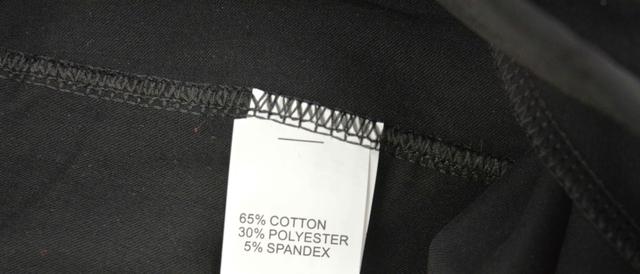 65% COTTON
30% POLYESTER
5% SPANDEX